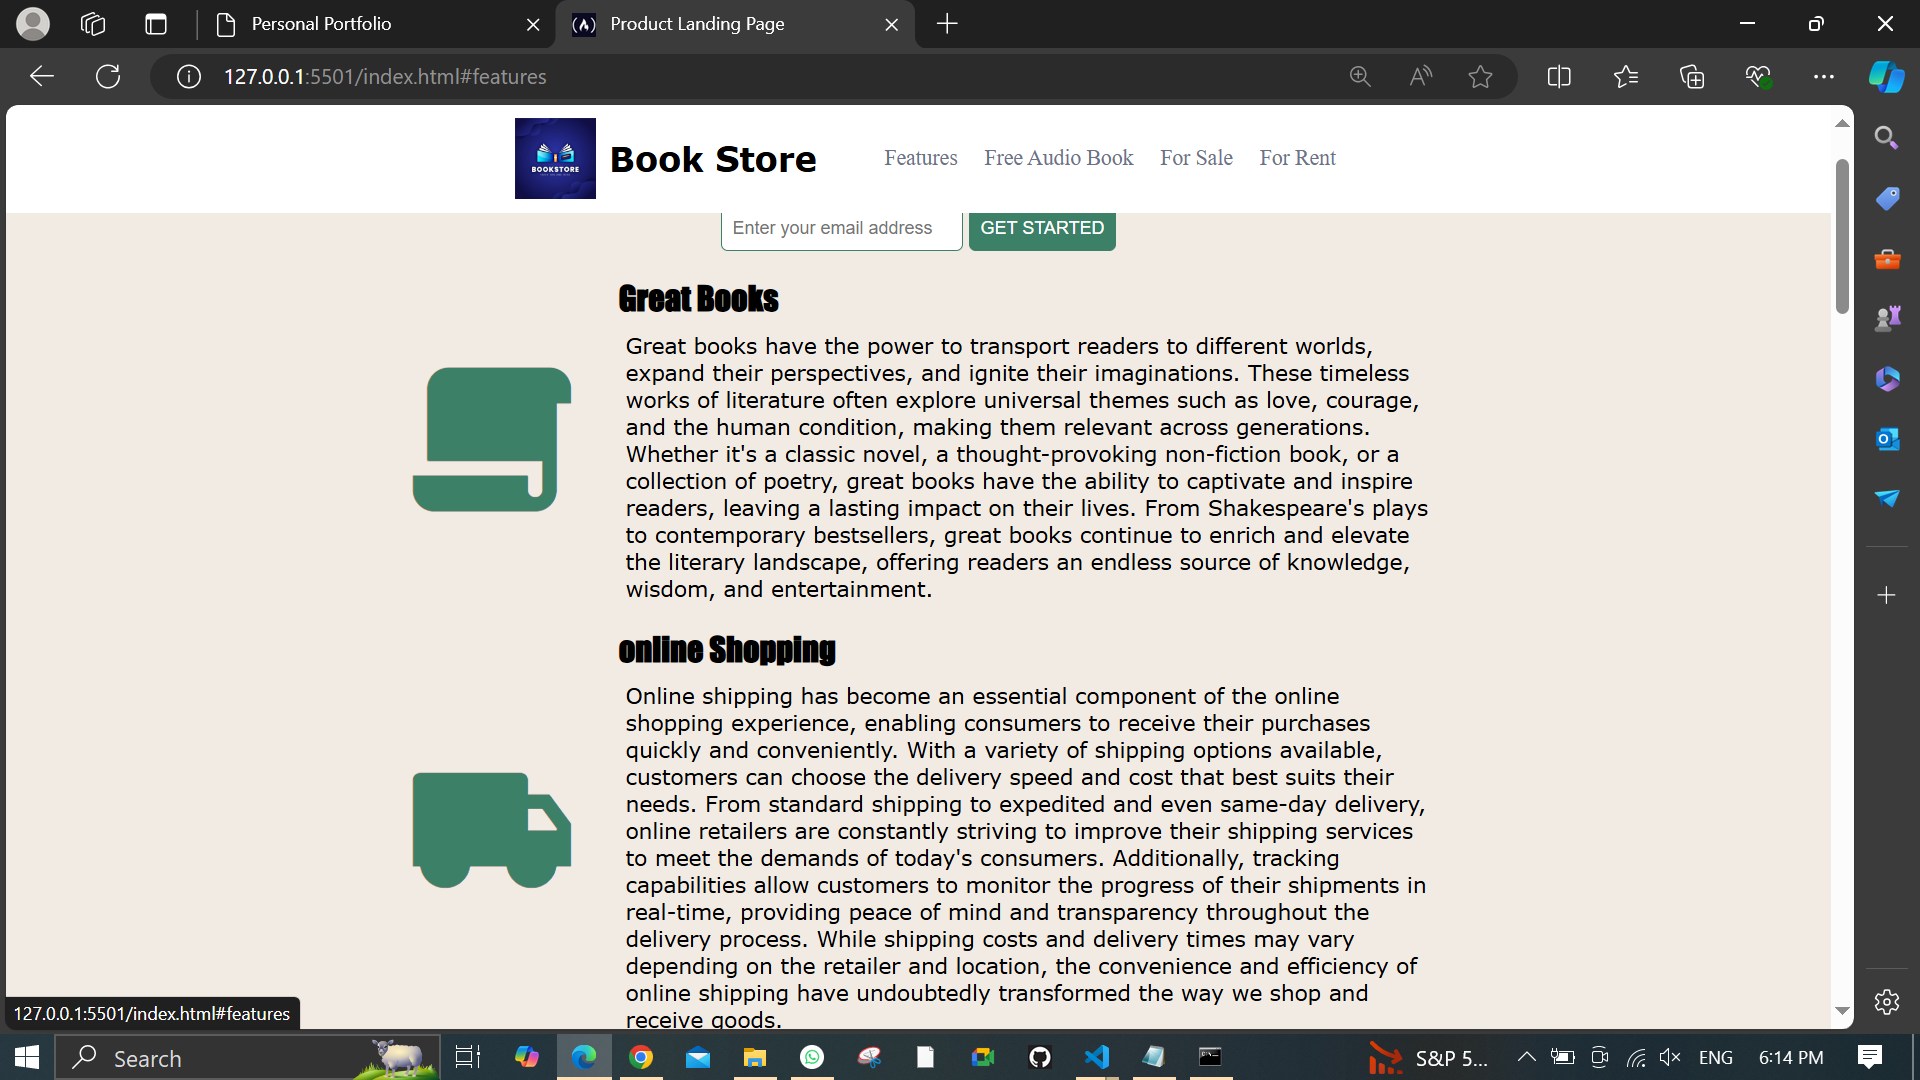 Personal Portfolio
Product Landing Page
127.0.0.1:5501/index.html#features
BOOKSTORE
Book Store
Features
Free Audio Book
For Sale
For Rent
Enter your email address
GET STARTED
Great Books
Great books have the power to transport readers to different worlds,
expand their perspectives, and ignite their imaginations. These timeless
works of literature often explore universal themes such as love, courage,
and the human condition, making them relevant across generations.
Whether it's a classic novel, a thought-provoking non-fiction book, or a
collection of poetry, great books have the ability to captivate and inspire
readers, leaving a lasting impact on their lives. From Shakespeare's plays
to contemporary bestsellers, great books continue to enrich and elevate
the literary landscape, offering readers an endless source of knowledge,
wisdom, and entertainment.
online Shopping
Online shipping has become an essential component of the online
shopping experience, enabling consumers to receive their purchases
quickly and conveniently. With a variety of shipping options available,
customers can choose the delivery speed and cost that best suits their
needs. From standard shipping to expedited and even same-day delivery,
online retailers are constantly striving to improve their shipping services
to meet the demands of today's consumers. Additionally, tracking
capabilities allow customers to monitor the progress of their shipments in
real-time, providing peace of mind and transparency throughout the
delivery process. While shipping costs and delivery times may vary
depending on the retailer and location, the convenience and efficiency of
online shipping have undoubtedly transformed the way we shop and
receive goods.
127.0.0.1:5501/index.html#features
Search
S&P 5...
ENG
6:14 PM